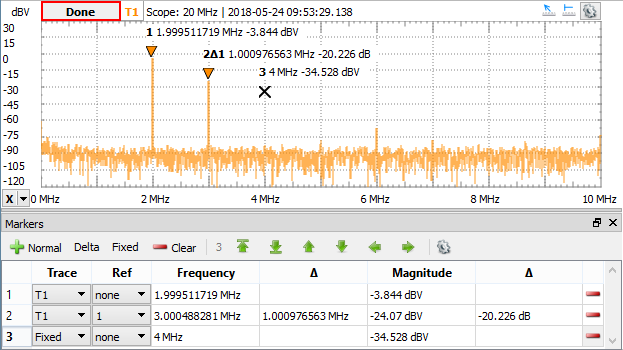 dBV Done T1 Scope: 20 MHz | 2018-05-24 09:53:29.138
30
1 1.999511719 MHz -3.844 dBV
15
2Δ1 1.000976563 MHz -20.226 dB
0
3 4 MHz -34.528 dBV
-15
-30
-45
-60
-75
-90
-105
-120
X 0 MHz 2 MHz 4 MHz 6 MHz 8 MHz 10 MHz
Markers
Normal Delta Fixed Clear 3
Trace Ref Frequency Δ Magnitude Δ
1 T1 none 1.999511719 MHz -3.844 dBV
2 T1 1 3.000488281 MHz 1.000976563 MHz -24.07 dBV -20.226 dB
3 Fixed none 4 MHz -34.528 dBV